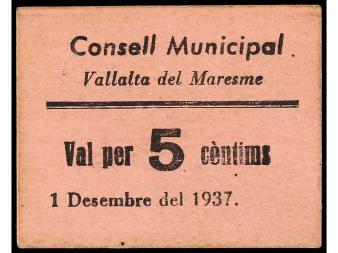 Consell Municipal
Vallalta del Maresme
Val per 5 cèntims
1 Desembre del 1937.